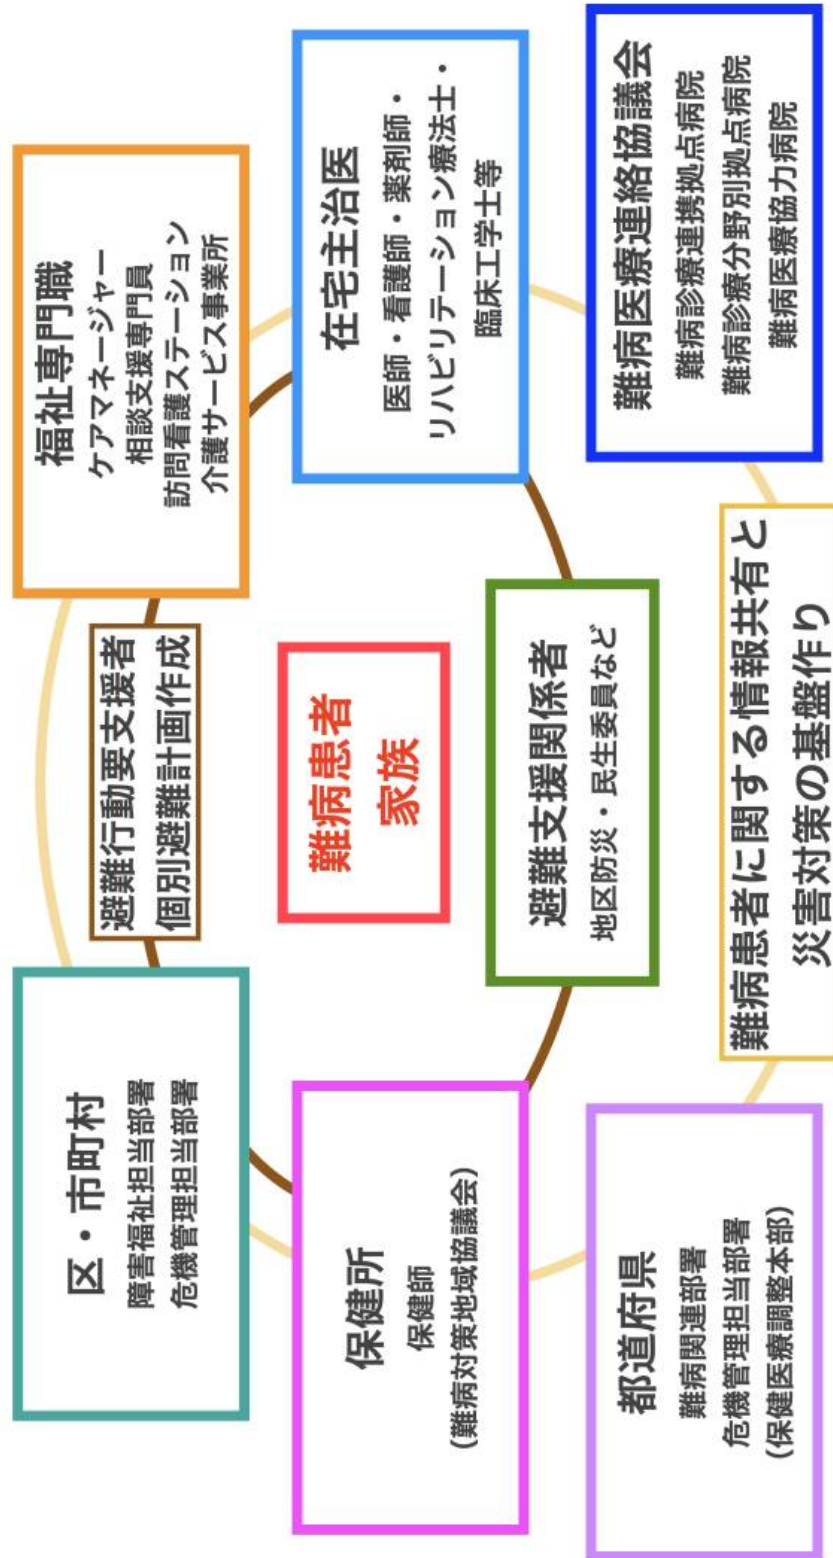 区・市町村
障害福祉担当部署
危機管理担当部署
避難行動要支援者
個別避難計画作成
福祉専門職
ケアマネージャー
相談支援専門員
訪問看護ステーション
介護サービス事業所
保健所
保健師
(難病対策地域協議会)
難病患者
家族
在宅主治医
医師・看護師・薬剤師・
リハビリテーション療法士・
臨床工学士等
避難支援関係者
地区防災・民生委員など
都道府県
難病関連部署
危機管理担当部署
(保健医療調整本部)
難病患者に関する情報共有と
災害対策の基盤作り
難病医療連絡協議会
難病診療連携拠点病院
難病診療分野別拠点病院
難病医療協力病院